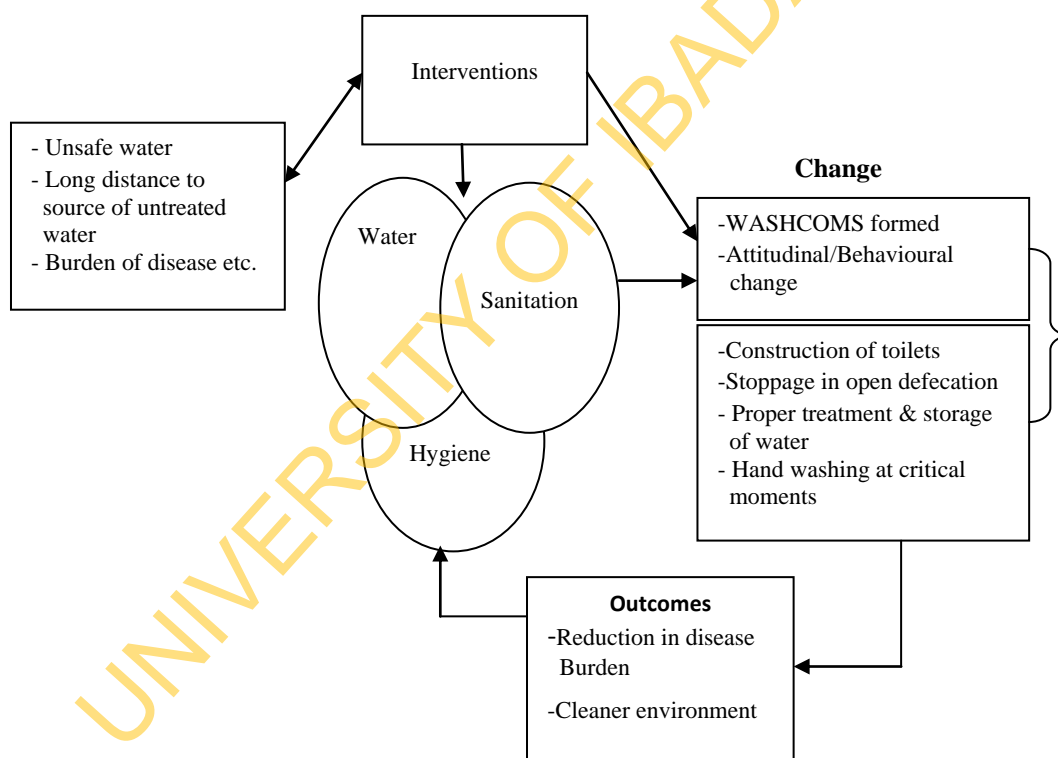 Interventions
- Unsafe water
- Long distance to
source of untreated
water
- Burden of disease etc.
Water
Sanitation
Hygiene
Change
-WASHCOMS formed
-Attitudinal/Behavioural
change
-Construction of toilets
-Stoppage in open defecation
- Proper treatment & storage
of water
- Hand washing at critical
moments
Outcomes
-Reduction in disease
Burden
-Cleaner environment
UNIVERSITY OF IBADA